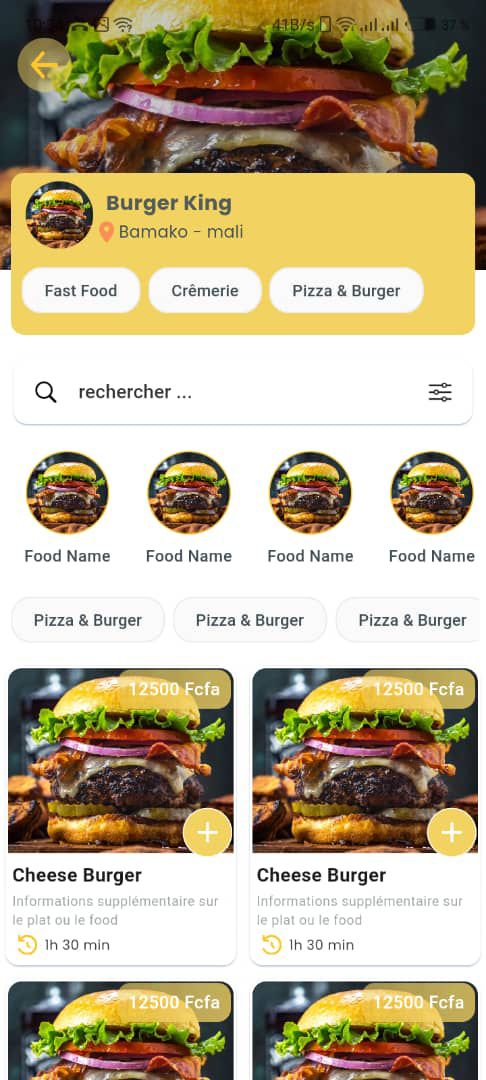 41B/s
37%
Burger King
Bamako - mali
Fast Food
Crêmerie
Pizza & Burger
rechercher ...
Food Name
Food Name
Food Name
Food Name
Pizza & Burger
Pizza & Burger
Pizza & Burger
12500 Fcfa
12500 Fcfa
Cheese Burger
Informations supplémentaire sur
le plat ou le food
1h 30 min
Cheese Burger
Informations supplémentaire sur
le plat ou le food
1h 30 min
12500 Fcfa
12500 Fcfa